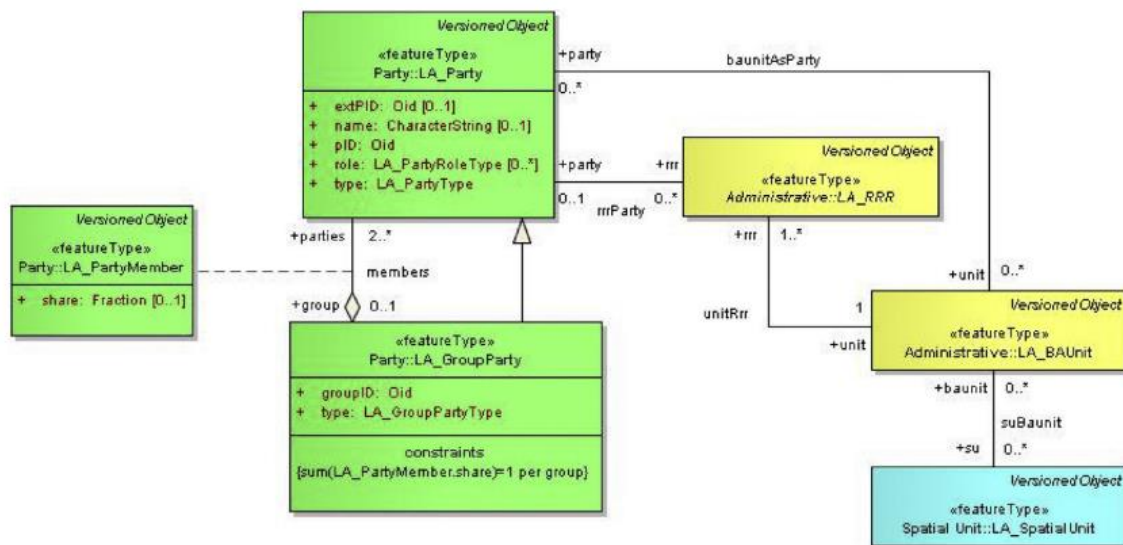 Versioned Object
«featureType»
Party::LA_Party
+ extPID: Oid [0..1]
+ name: CharacterString [0..1]
+ pID: Oid
+ role: LA_PartyRoleType [0..*]
+ type: LA_PartyType
+party
0..*
baunitAsParty
+party
0..1
rrrParty
+rrr
0..*
Versioned Object
«featureType»
Administrative::LA_RRR
Versioned Object
«featureType»
Party::LA_PartyMember
+ share: Fraction [0..1]
+parties
2..*
members
+group
0..1
+rrr
1..*
unitRrr
1
+unit
+unit
0..*
Versioned Object
«featureType»
Administrative::LA_BAUnit
«featureType»
Party::LA_GroupParty
+ groupID: Oid
+ type: LA_GroupPartyType
constraints
{sum(LA_PartyMember.share)=1 per group}
+baunit
0..*
suBaunit
+su
0..*
Versioned Object
«featureType»
Spatial Unit::LA_SpatialUnit